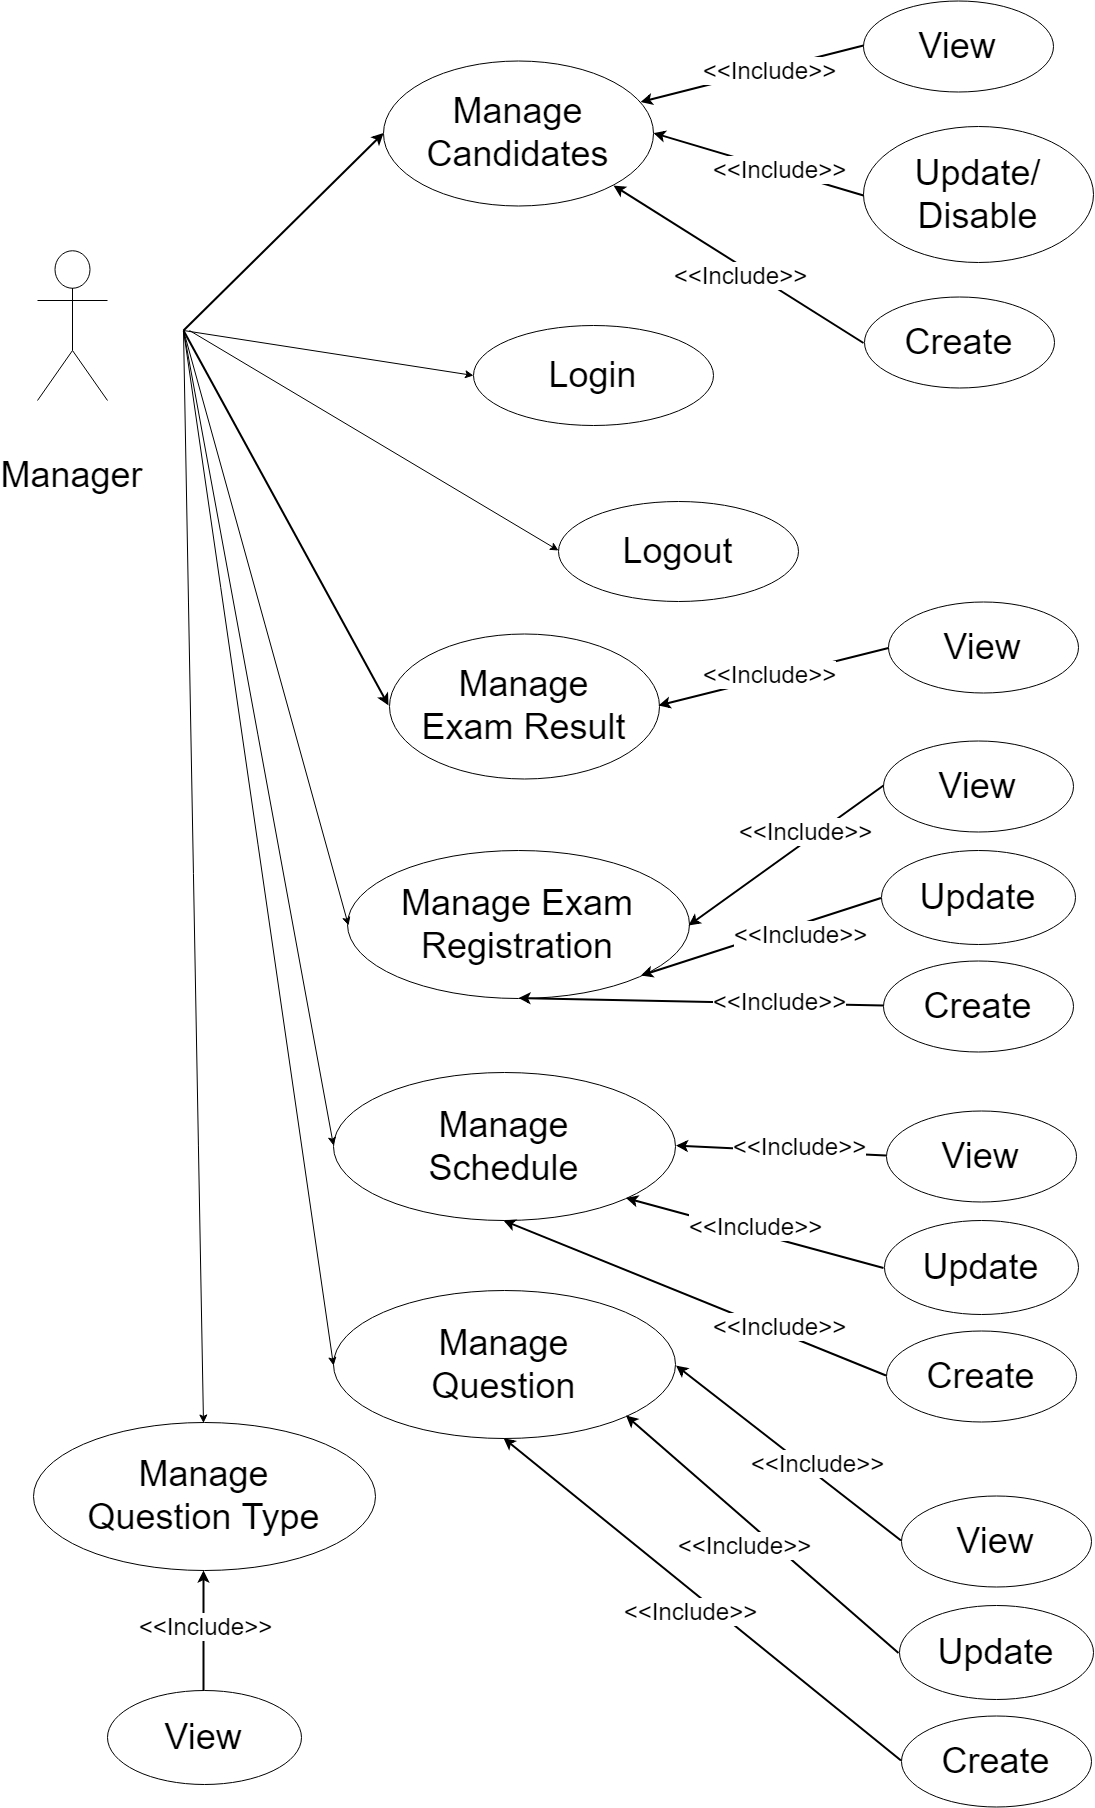 View
<<Include>>
Manage
Candidates
<<Include>>
Update/
Disable
<<Include>>
Create
Login
Manager
Logout
View
<<Include>>
Manage
Exam Result
View
<<Include>>
Manage Exam
Registration
Update
<<Include>>
<<Include>>
Create
Manage
Schedule
<<Include>>
View
<<Include>>
Update
<<Include>>
Create
Manage
Question
<<Include>>
View
<<Include>>
Update
<<Include>>
Create
Manage
Question Type
<<Include>>
View